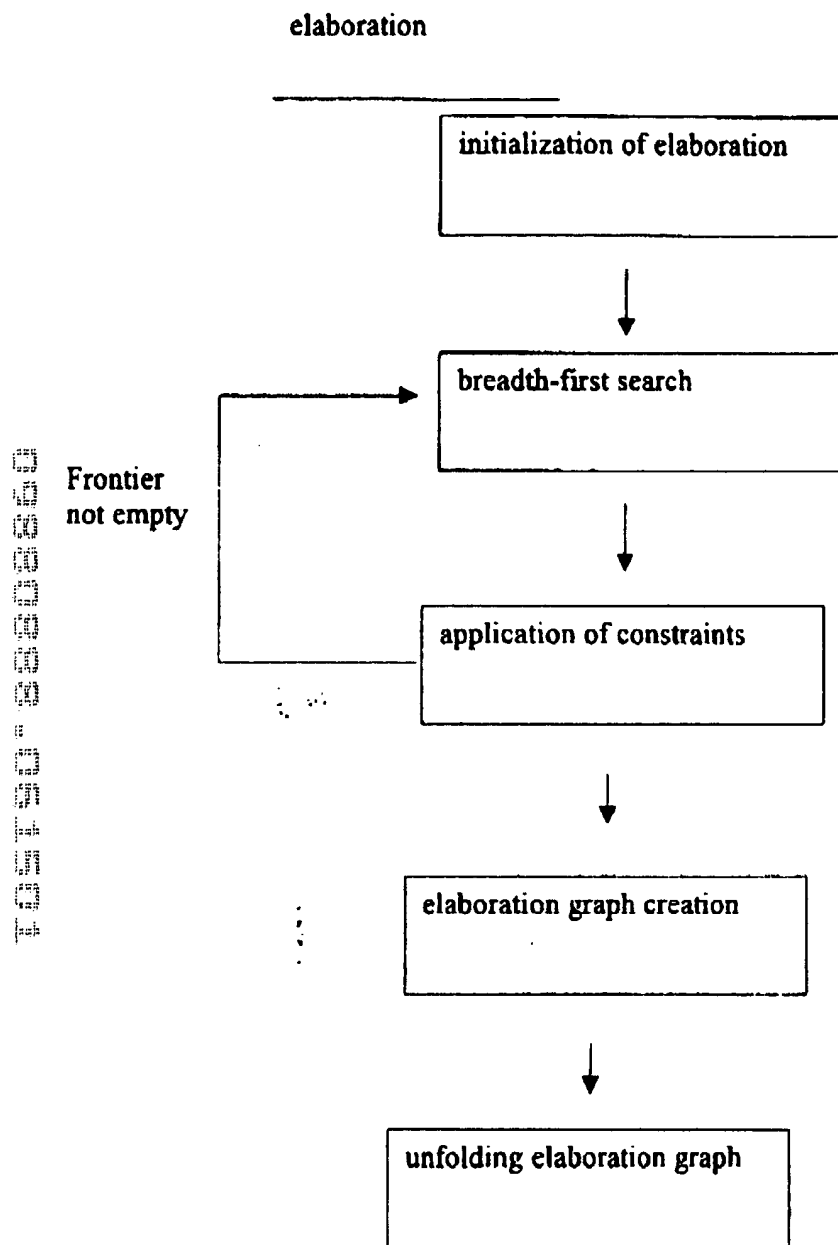 elaboration
initialization of elaboration
breadth-first search
Frontier
not empty
application of constraints
elaboration graph creation
unfolding elaboration graph